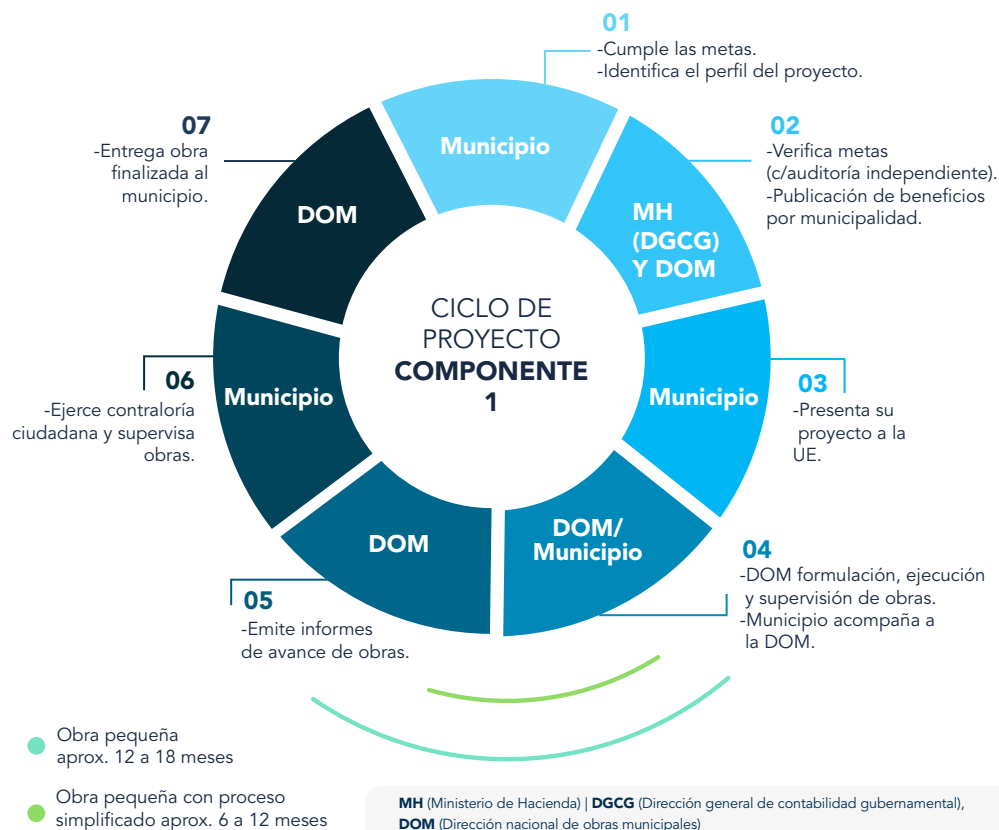 01
-Cumple las metas.
-Identifica el perfil del proyecto.
Municipio
02
-Verifica metas
(c/auditoría independiente).
-Publicación de beneficios
por municipalidad.
MH
(DGCG)
Y DOM
03
-Presenta su
proyecto a la
UE.
Municipio
04
-DOM formulación, ejecución
y supervisión de obras.
-Municipio acompaña a
la DOM.
DOM/
Municipio
05
-Emite informes
de avance de obras.
DOM
06
-Ejerce contraloría
ciudadana y supervisa
obras.
Municipio
07
-Entrega obra
finalizada al
municipio.
DOM
CICLO DE
PROYECTO
COMPONENTE
1
Obra pequeña
aprox. 12 a 18 meses
Obra pequeña con proceso
simplificado aprox. 6 a 12 meses
MH (Ministerio de Hacienda) | DGCG (Dirección general de contabilidad gubernamental),
DOM (Dirección nacional de obras municipales)